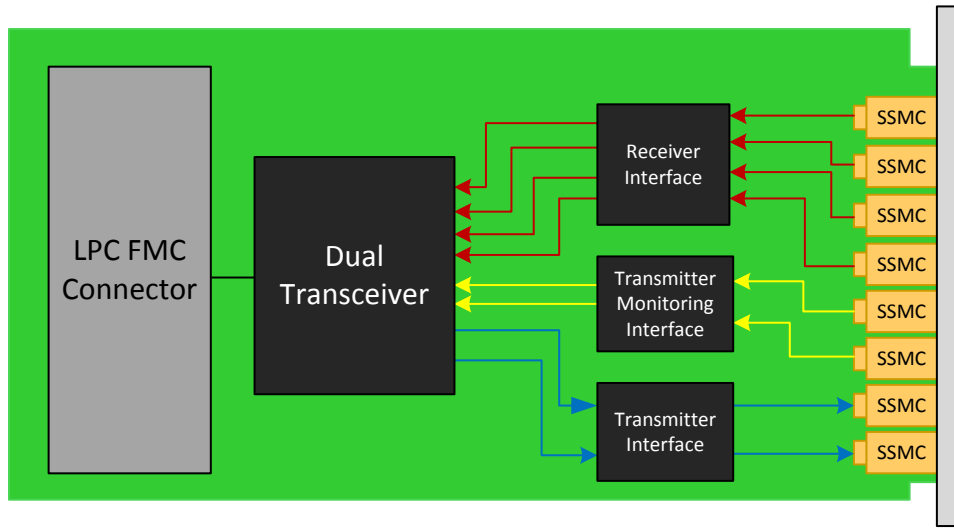 LPC FMC
Connector
Dual
Transceiver
Receiver
Interface
Transmitter
Monitoring
Interface
Transmitter
Interface
SSMC
SSMC
SSMC
SSMC
SSMC
SSMC
SSMC
SSMC